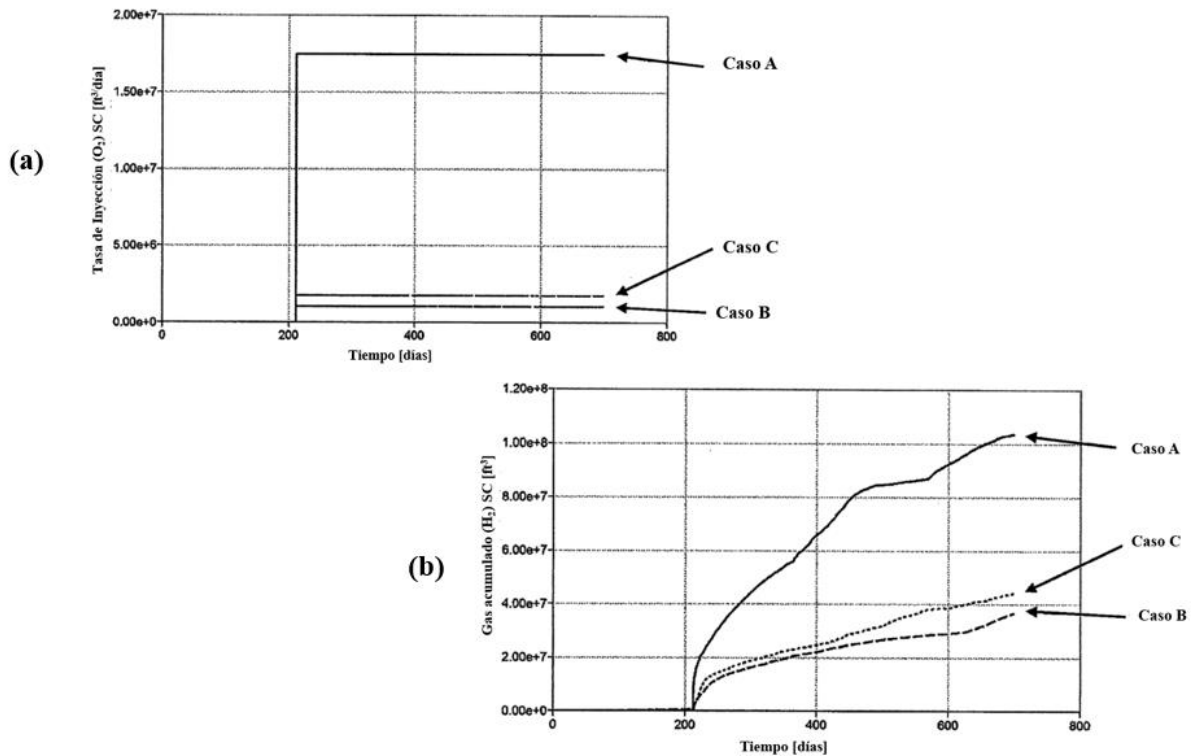 (a)
Tasa de Inyección (O₂) SC [ft³/día]
2.00e+7
1.50e+7
1.00e+7
5.00e+6
0.00e+0
0
200
400
600
800
Tiempo [días]
Caso A
Caso C
Caso B
(b)
Gas acumulado (H₂) SC [ft³]
1.20e+8
1.00e+8
8.00e+7
6.00e+7
4.00e+7
2.00e+7
0.00e+0
0
200
400
600
800
Tiempo [días]
Caso A
Caso C
Caso B